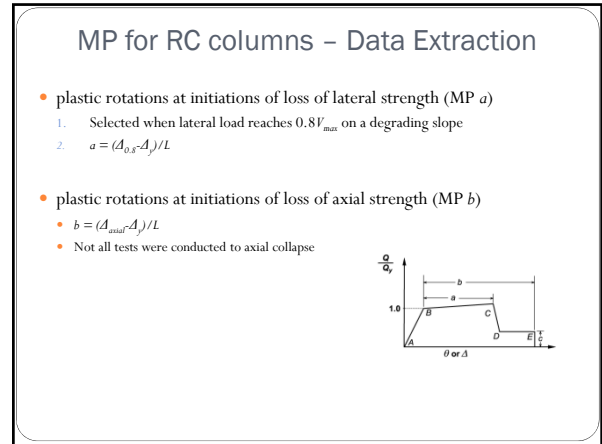 MP for RC columns – Data Extraction
• plastic rotations at initiations of loss of lateral strength (MP a)
1. Selected when lateral load reaches 0.8Vmax on a degrading slope
2. a = (Δ0.8-Δy)/L
• plastic rotations at initiations of loss of axial strength (MP b)
• b = (Δaxial-Δy)/L
• Not all tests were conducted to axial collapse
Q
Qy
b
a
1.0
B
C
D
E
c
A
θ or Δ